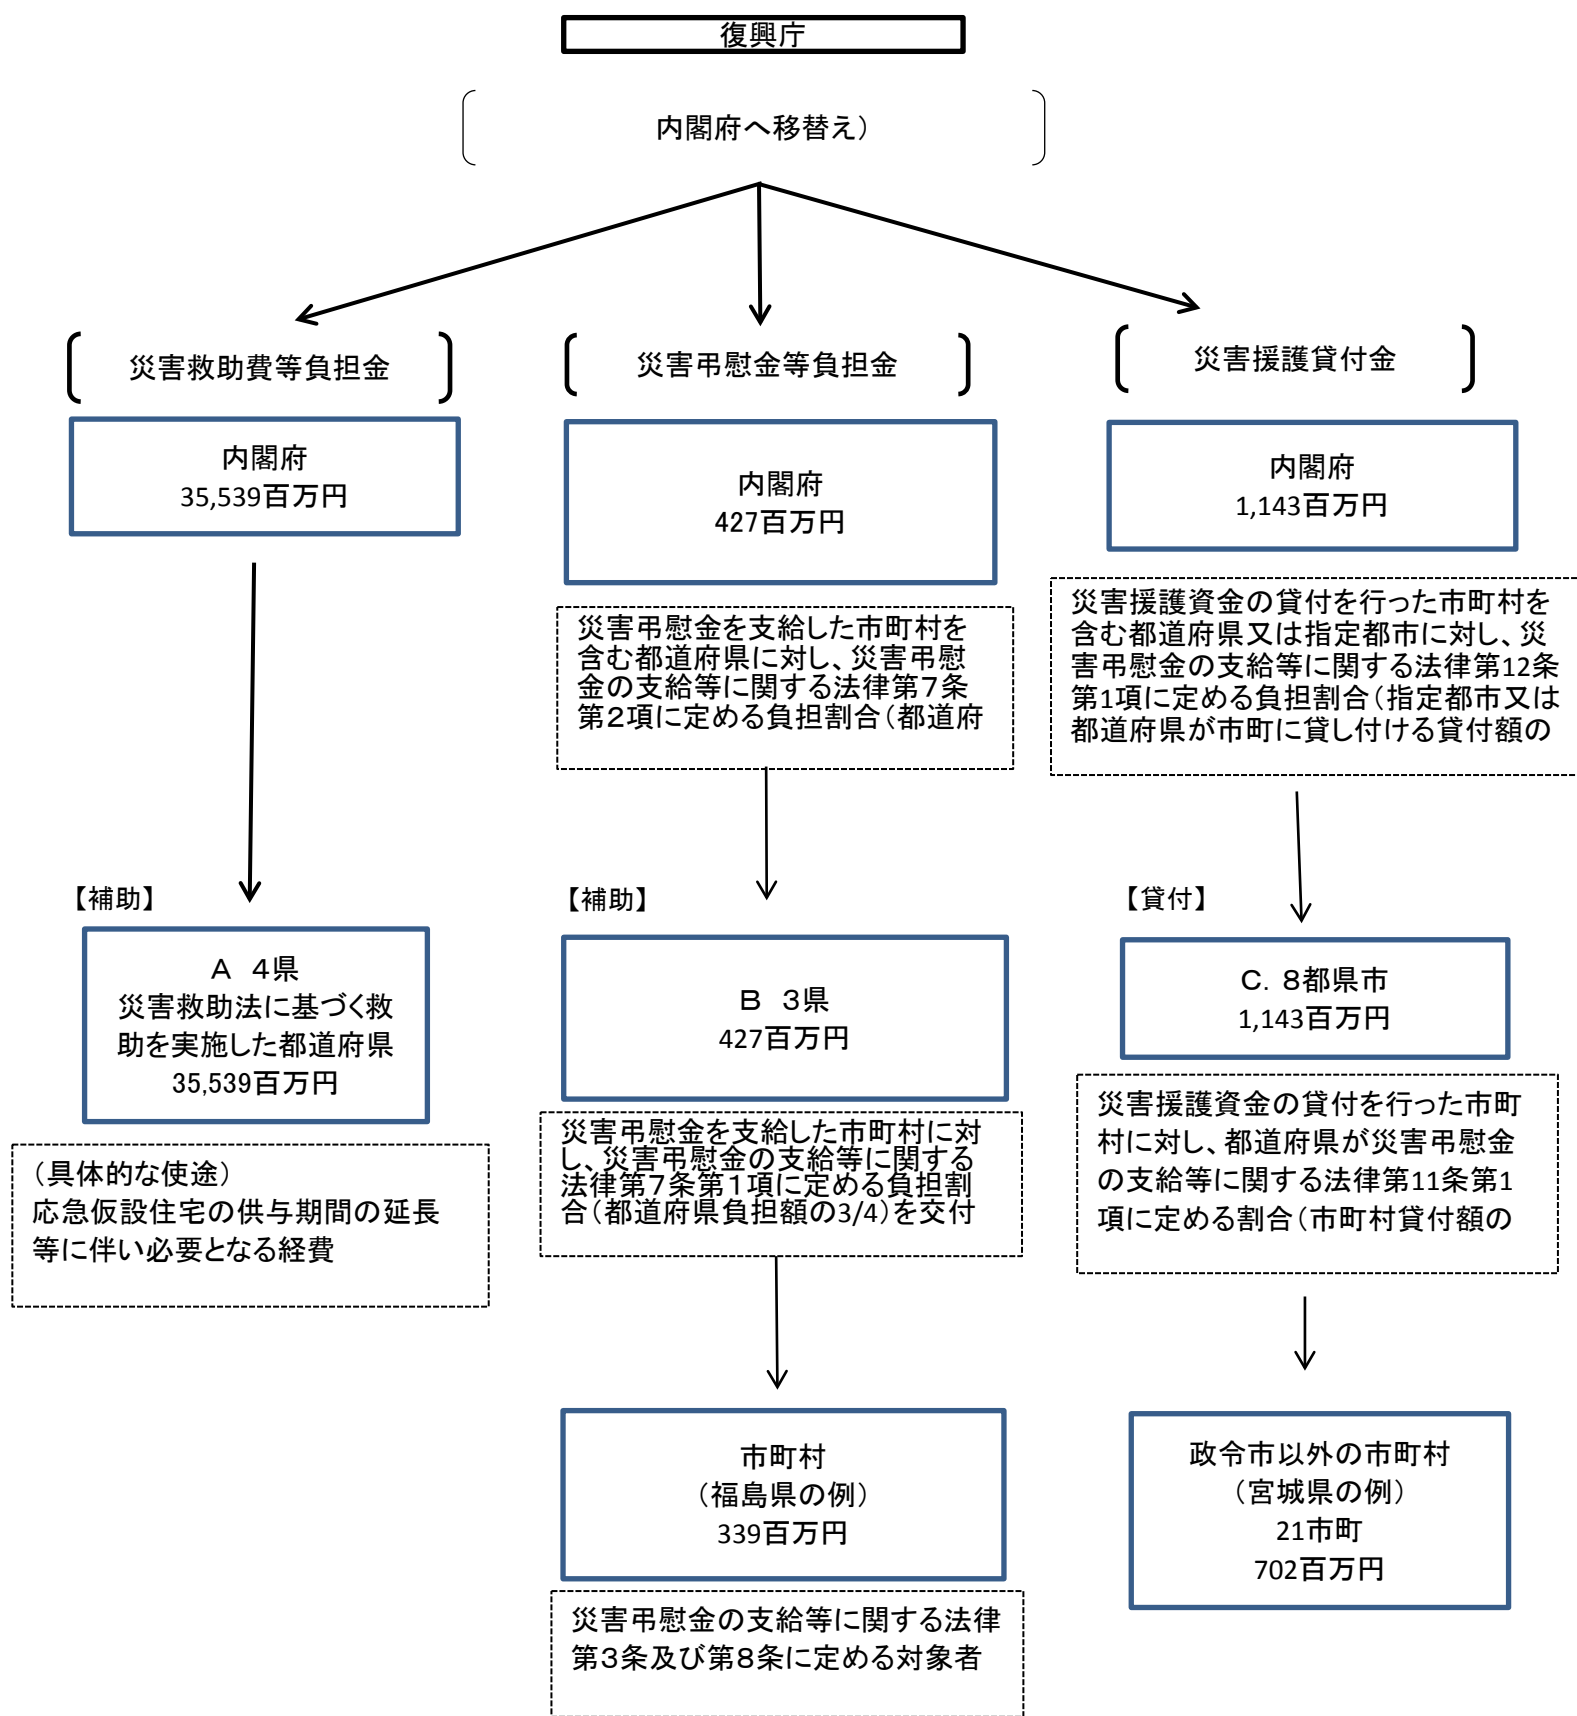 復興庁
内閣府へ移替え）
災害救助費等負担金
内閣府
35,539百万円
【補助】
Ａ　４県
災害救助法に基づく救
助を実施した都道府県
35,539百万円
（具体的な使途）
応急仮設住宅の供与期間の延長
等に伴い必要となる経費
災害弔慰金等負担金
内閣府
427百万円
災害弔慰金を支給した市町村を
含む都道府県に対し、災害弔慰
金の支給等に関する法律第７条
第２項に定める負担割合（都道府
【補助】
Ｂ　３県
427百万円
災害弔慰金を支給した市町村に対
し、災害弔慰金の支給等に関する
法律第７条第１項に定める負担割
合（都道府県負担額の3/4）を交付
市町村
（福島県の例）
339百万円
災害弔慰金の支給等に関する法律
第３条及び第８条に定める対象者
災害援護貸付金
内閣府
1,143百万円
災害援護資金の貸付を行った市町村を
含む都道府県又は指定都市に対し、災
害弔慰金の支給等に関する法律第12条
第1項に定める負担割合（指定都市又は
都道府県が市町に貸し付ける貸付額の
【貸付】
Ｃ．８都県市
1,143百万円
災害援護資金の貸付を行った市町
村に対し、都道府県が災害弔慰金
の支給等に関する法律第11条第1
項に定める割合（市町村貸付額の
政令市以外の市町村
（宮城県の例）
21市町
702百万円